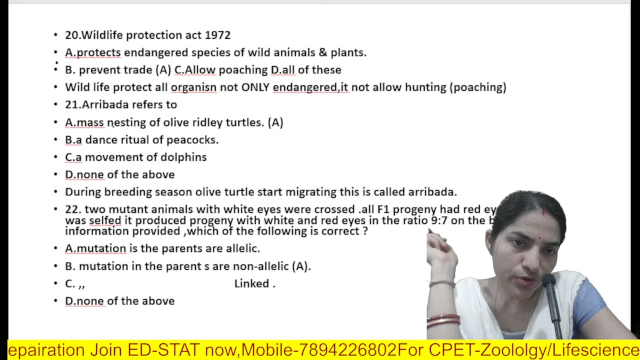 20.Wildlife protection act 1972
A.protects endangered species of wild animals & plants.
B. prevent trade (A) C.Allow poaching D.all of these
Wild life protect all organisn not ONLY endangered,it not allow hunting (poaching)
21.Arribada refers to
A.mass nesting of olive ridley turtles. (A)
B.a dance ritual of peacocks.
C.a movement of dolphins
D.none of the above
During breeding season olive turtle start migrating this is called arribada.
22. two mutant animals with white eyes were crossed .all F1 progeny had red
was selfed it produced progeny with white and red eyes in the ratio 9:7 on the
information provided ,which of the following is correct ?
A.mutation is the parents are allelic.
B. mutation in the parent s are non-allelic (A).
C. ,, Linked .
D.none of the above
epairation Join ED-STAT now,Mobile-7894226802For CPET-Zoololgy/Lifescience